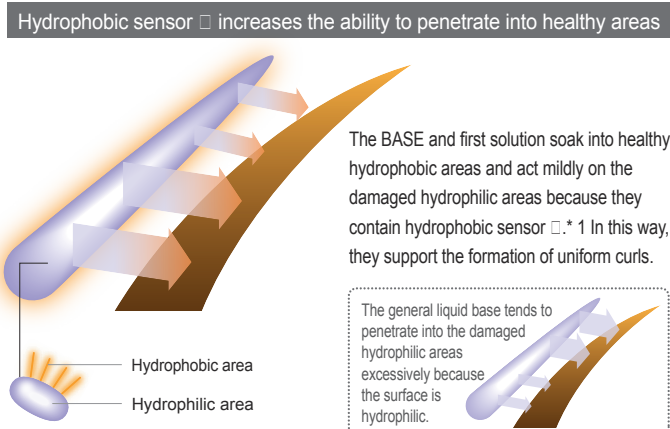 Hydrophobic sensor □ increases the ability to penetrate into healthy areas
The BASE and first solution soak into healthy
hydrophobic areas and act mildly on the
damaged hydrophilic areas because they
contain hydrophobic sensor □.* 1 In this way,
they support the formation of uniform curls.
The general liquid base tends to
penetrate into the damaged
hydrophilic areas
excessively because
the surface is
hydrophilic.
Hydrophobic area
Hydrophilic area